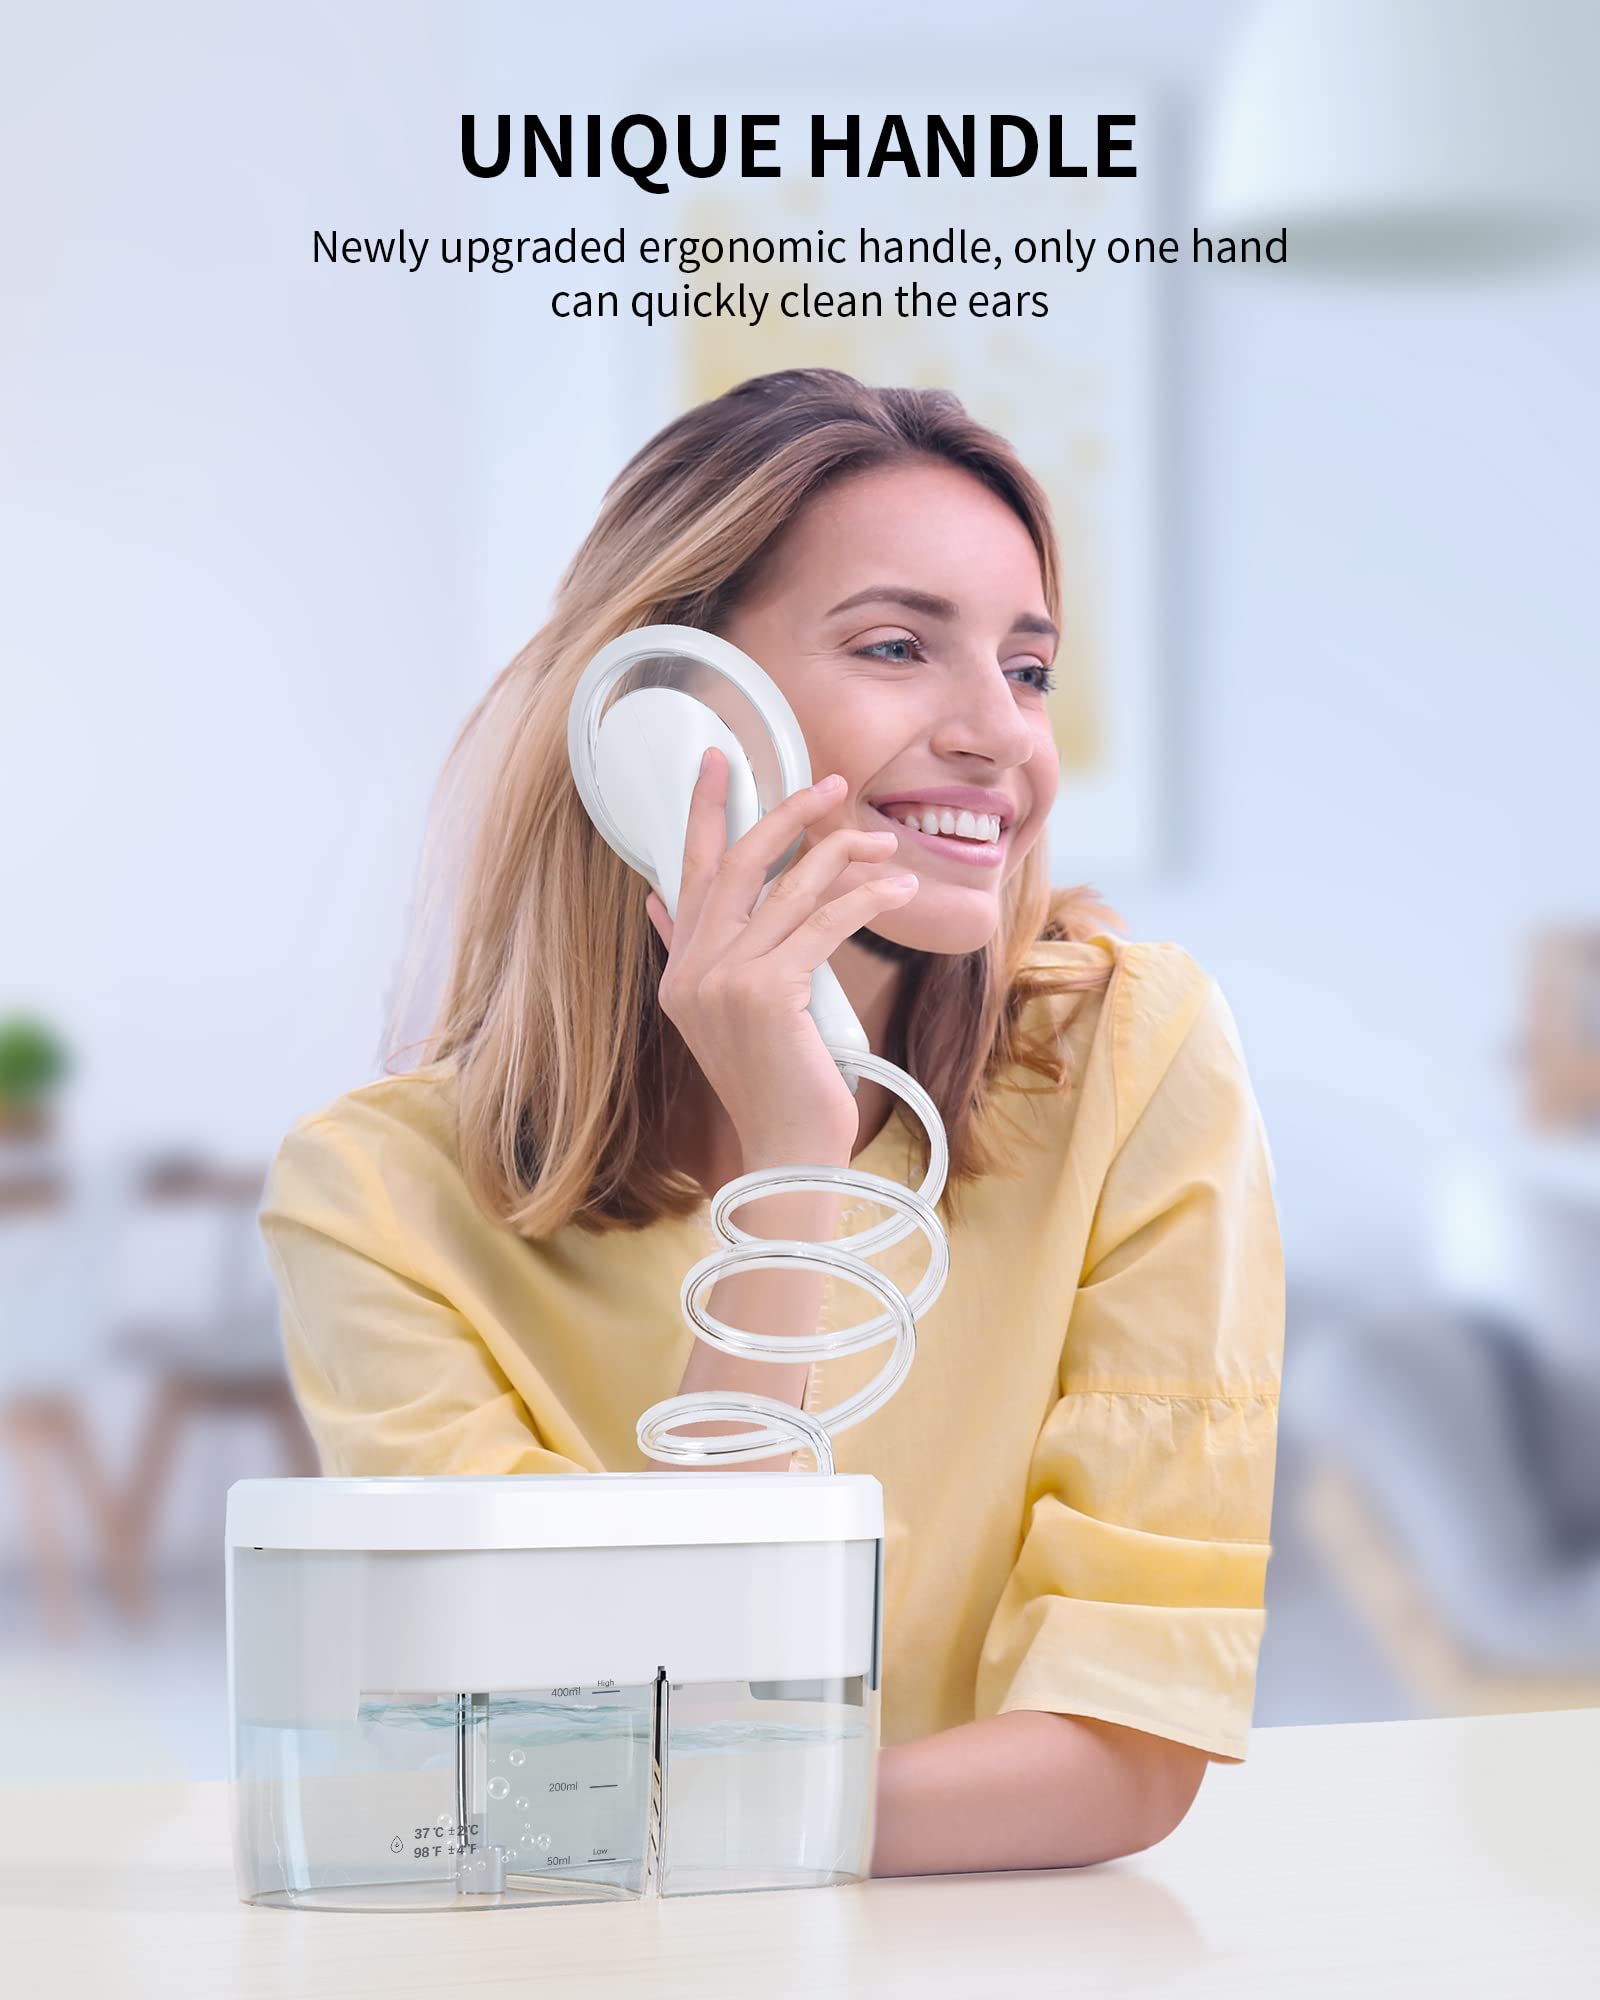 UNIQUE HANDLE
Newly upgraded ergonomic handle, only one hand
can quickly clean the ears
High
400ml
200ml
37°C ±2°C
98°F ±4°F
Low
50ml